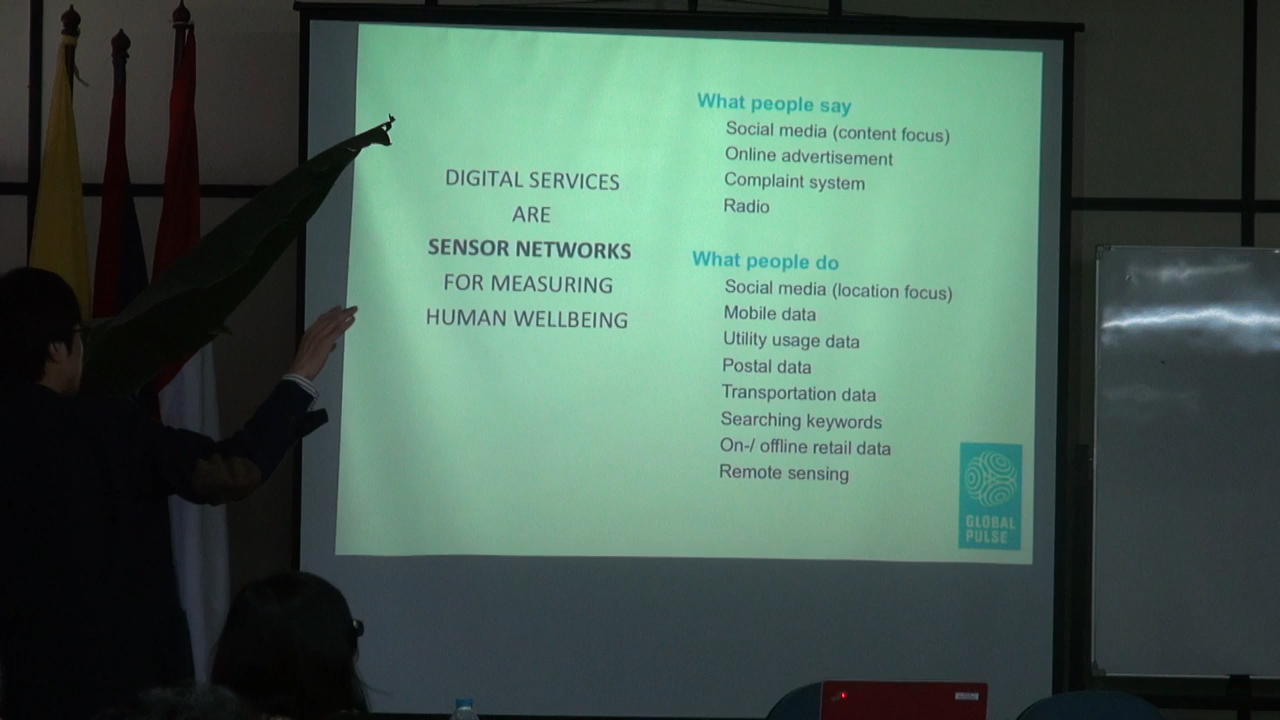 DIGITAL SERVICES
ARE
SENSOR NETWORKS
FOR MEASURING
HUMAN WELLBEING
What people say
Social media (content focus)
Online advertisement
Complaint system
Radio
What people do
Social media (location focus)
Mobile data
Utility usage data
Postal data
Transportation data
Searching keywords
On-/ offline retail data
Remote sensing
GLOBAL
PULSE